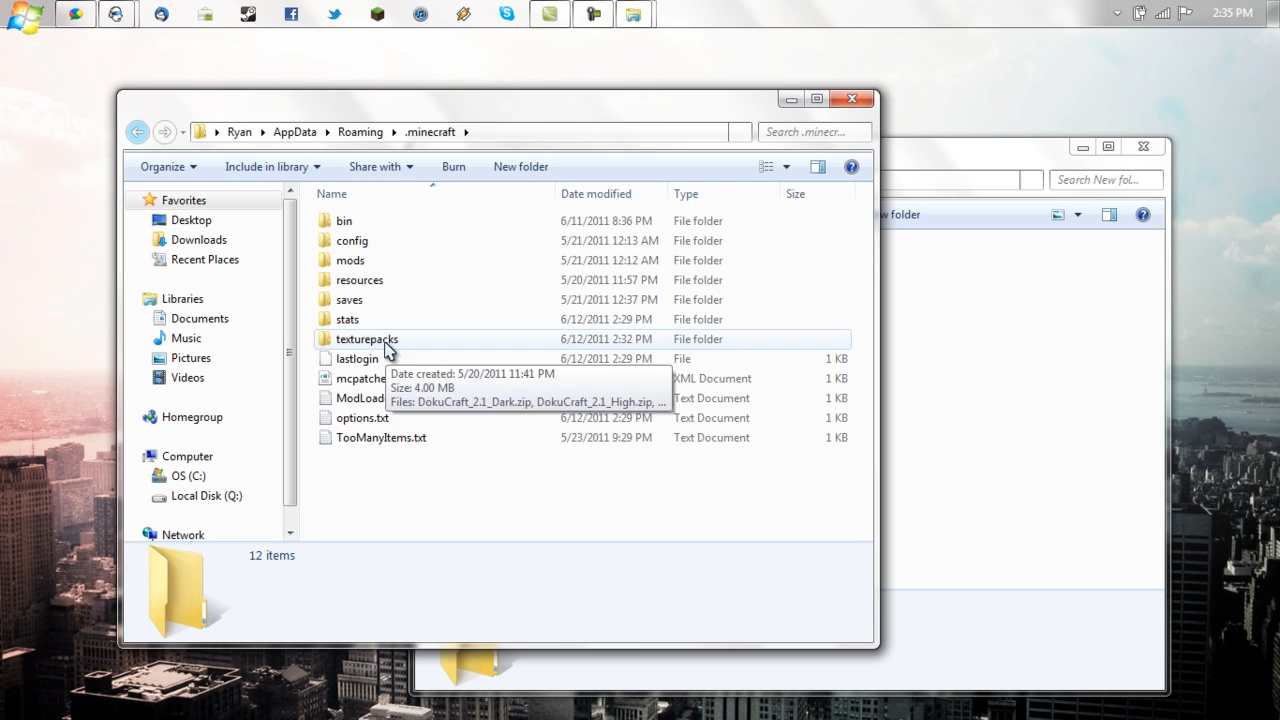 2:35 PM
Ryan AppData Roaming .minecraft
Search .minecr...
Search New fol...
Organize Include in library Share with Burn New folder
w folder
Name Date modified Type Size
Favorites
Desktop
Downloads
Recent Places
Libraries
Documents
Music
Pictures
Videos
Homegroup
Computer
OS (C:)
Local Disk (Q:)
Network
bin 6/11/2011 8:36 PM File folder
config 5/21/2011 12:13 AM File folder
mods 5/21/2011 12:12 AM File folder
resources 5/20/2011 11:57 PM File folder
saves 5/21/2011 12:37 PM File folder
stats 6/12/2011 2:29 PM File folder
texturepacks 6/12/2011 2:32 PM File folder
lastlogin 6/12/2011 2:29 PM File 1 KB
mcpatche XML Document 1 KB
ModLoad Text Document 1 KB
options.txt 6/12/2011 2:29 PM Text Document 1 KB
TooManyItems.txt 5/23/2011 9:29 PM Text Document 1 KB
Date created: 5/20/2011 11:41 PM
Size: 4.00 MB
Files: DokuCraft_2.1_Dark.zip, DokuCraft_2.1_High.zip, ...
12 items